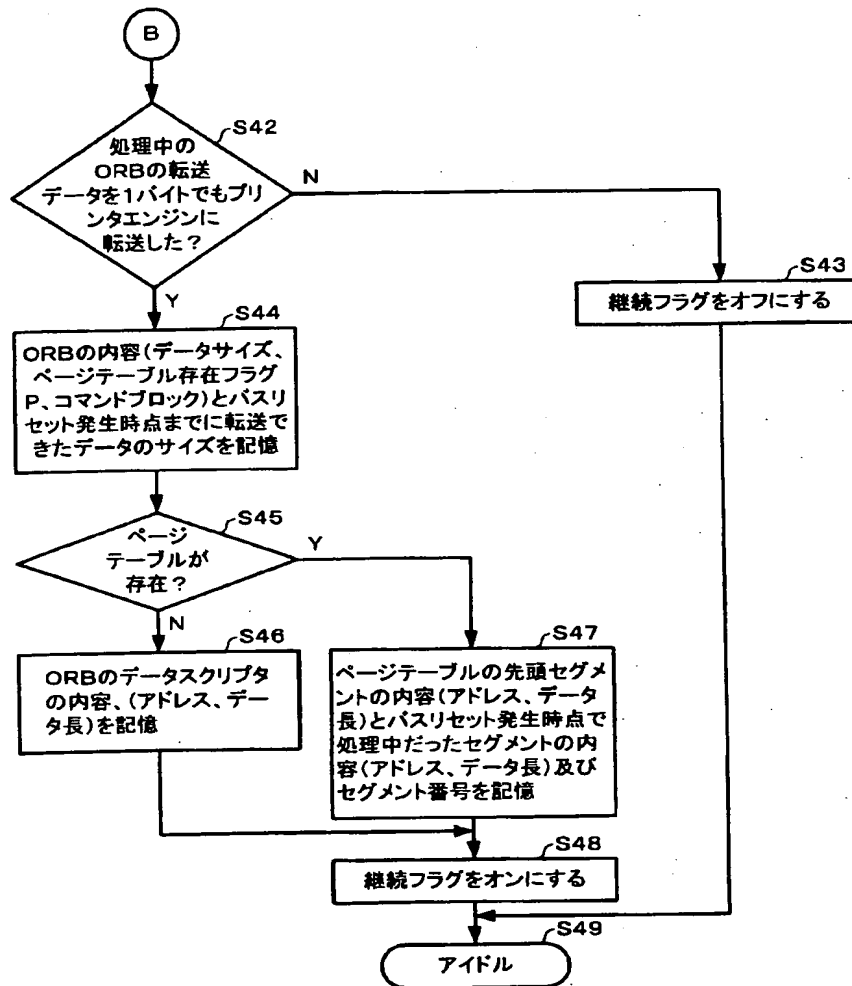 B
S42
処理中の
ORBの転送
データを1バイトでもプリ
ンタエンジンに
転送した？
N
Y
S43
継続フラグをオフにする
S44
ORBの内容(データサイズ、
ページテーブル存在フラグ
P、コマンドブロック)とバスリ
セット発生時点までに転送で
きたデータのサイズを記憶
S45
ページ
テーブルが
存在？
Y
N
S46
ORBのデータスクリプタ
の内容、(アドレス、デー
タ長)を記憶
S47
ページテーブルの先頭セグメ
ントの内容(アドレス、データ
長)とバスリセット発生時点で
処理中だったセグメントの内
容(アドレス、データ長)及び
セグメント番号を記憶
S48
継続フラグをオンにする
S49
アイドル